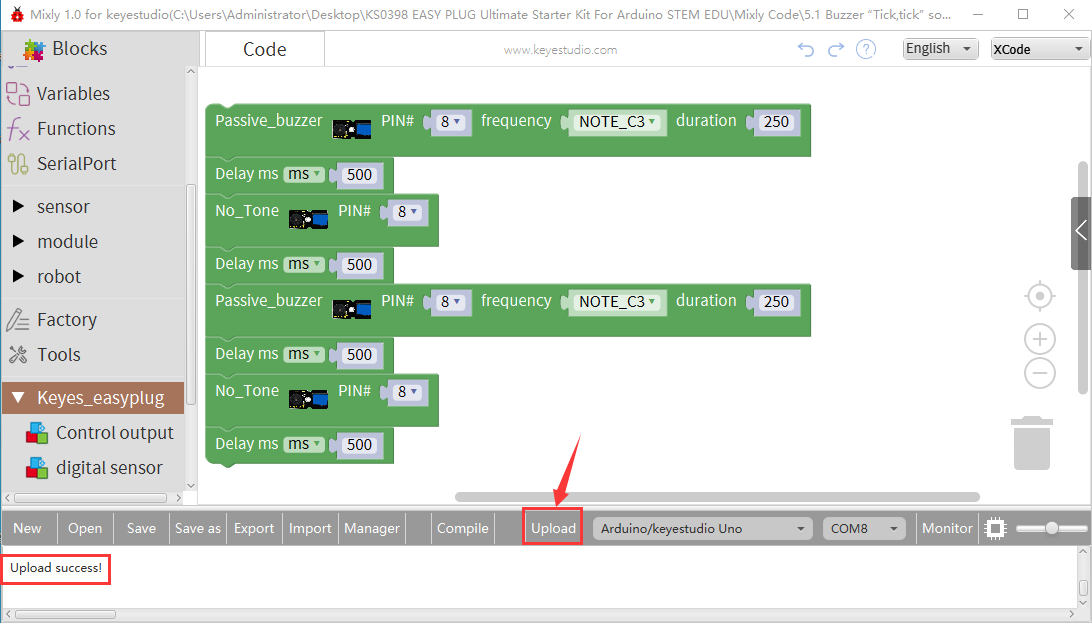 Mixly 1.0 for keyestudio(C:\Users\Administrator\Desktop\KS0398 EASY PLUG Ultimate Starter Kit For Arduino STEM EDU\Mixly Code\5.1 Buzzer “Tick,tick” so...
Blocks
Code
www.keyestudio.com
?
English
XCode
Variables
Functions
SerialPort
sensor
module
robot
Factory
Tools
Keyes_easyplug
Control output
digital sensor
Passive_buzzer PIN# 8 frequency NOTE_C3 duration 250
Delay ms ms 500
No_Tone PIN# 8
Delay ms ms 500
Passive_buzzer PIN# 8 frequency NOTE_C3 duration 250
Delay ms ms 500
No_Tone PIN# 8
Delay ms ms 500
New Open Save Save as Export Import Manager Compile Upload Arduino/keyestudio Uno COM8 Monitor
Upload success!